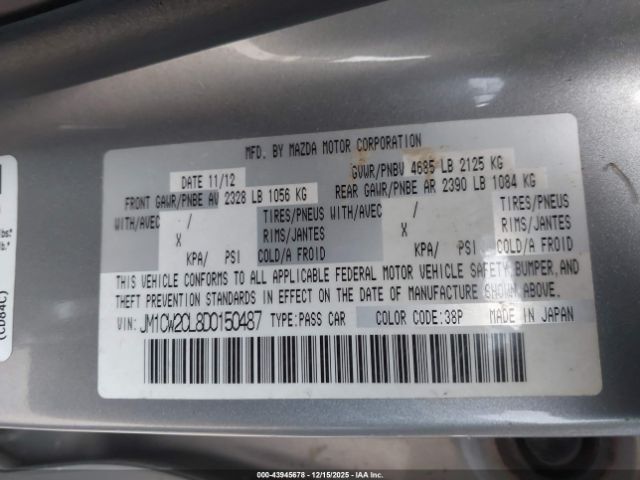 MFD. BY MAZDA MOTOR CORPORATION
DATE 11/12 GVWR/PNBV 4685 LB 2125 KG
FRONT GAWR/PNBE AV 2328 LB 1056 KG REAR GAWR/PNBE AR 2390 LB 1084 KG
WITH/AVEC / TIRES/PNEUS WITH/AVEC / TIRES/PNEUS
X RIMS/JANTES X RIMS/JANTES
KPA/ PSI COLD/A FROID KPA/ PSI COLD/A FROID
THIS VEHICLE CONFORMS TO ALL APPLICABLE FEDERAL MOTOR VEHICLE SAFETY, BUMPER, AND
THEFT PREVENTION STANDARDS IN EFFECT ON THE DATE OF MANUFACTURE SHOWN ABOVE.
VIN: JM1CW2CL8D0150487 TYPE:PASS CAR COLOR CODE:38P MADE IN JAPAN
lbs.*
lb.*
(CD84C)
000-43945678 - 12/15/2025 - IAA Inc.